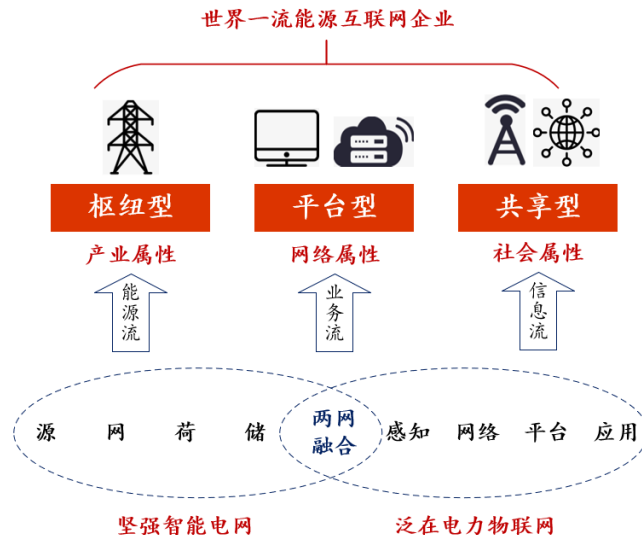 世界一流能源互联网企业
枢纽型
平台型
共享型
产业属性
网络属性
社会属性
能源流
业务流
信息流
源 网 荷 储
两网
融合
感知 网络 平台 应用
坚强智能电网
泛在电力物联网